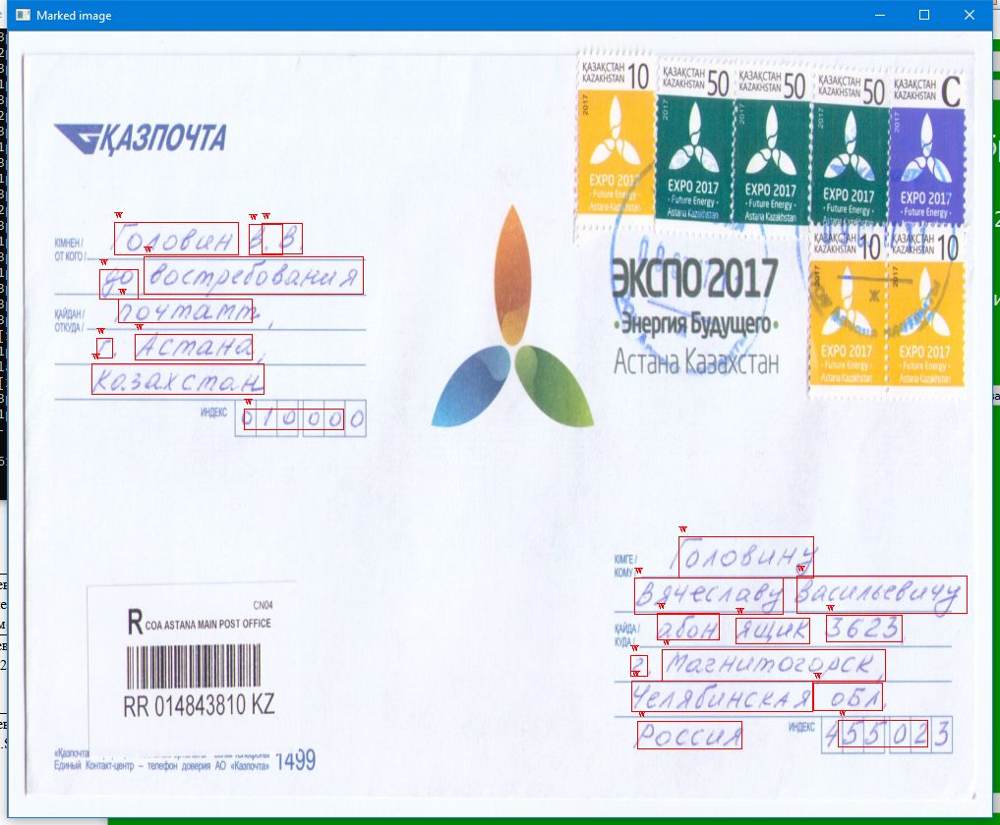 Marked image
ҚАЗПОЧТА
ҚАЗАҚСТАН KAZAKHSTAN 10
2017
EXPO 2017
Future Energy
Astana Kazakhstan
ҚАЗАҚСТАН KAZAKHSTAN 50
2017
EXPO 2017
Future Energy
Astana Kazakhstan
ҚАЗАҚСТАН KAZAKHSTAN 50
EXPO 2017
Future Energy
Astana Kazakhstan
ҚАЗАҚСТАН KAZAKHSTAN 50
2017
EXPO 2017
Future Energy
Astana Kazakhstan
ҚАЗАҚСТАН KAZAKHSTAN C
2017
EXPO 2017
Future Energy
Astana Kazakhstan
ҚАЗАҚСТАН KAZAKHSTAN 10
2017
EXPO 2017
Future Energy
Astana Kazakhstan
ҚАЗАҚСТАН KAZAKHSTAN 10
2017
EXPO 2017
Future Energy
Astana Kazakhstan
КІМНЕН / ОТ КОГО / Головин В.В.
до востребования
ҚАЙДАН / ОТКУДА / почтамт,
г. Астана,
Казахстан
ИНДЕКС 010000
ЭКСПО 2017
•Энергия Будущего•
Астана Казахстан
КІМГЕ / КОМУ / Головину
Вячеславу Васильевичу
ҚАЙДА / КУДА / абон ящик 3623
г. Магнитогорск,
Челябинская обл,
Россия
ИНДЕКС 455023
CN04
R COA ASTANA MAIN POST OFFICE
RR 014843810 KZ
«Қазпочта
Единый Контакт-центр – телефон доверия АО «Казпочта» 1499